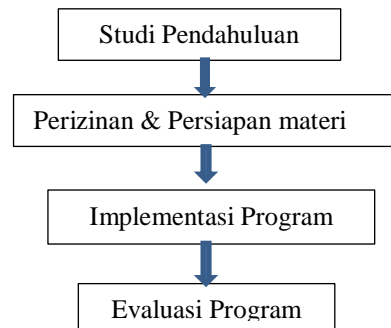 Studi Pendahuluan
Perizinan & Persiapan materi
Implementasi Program
Evaluasi Program